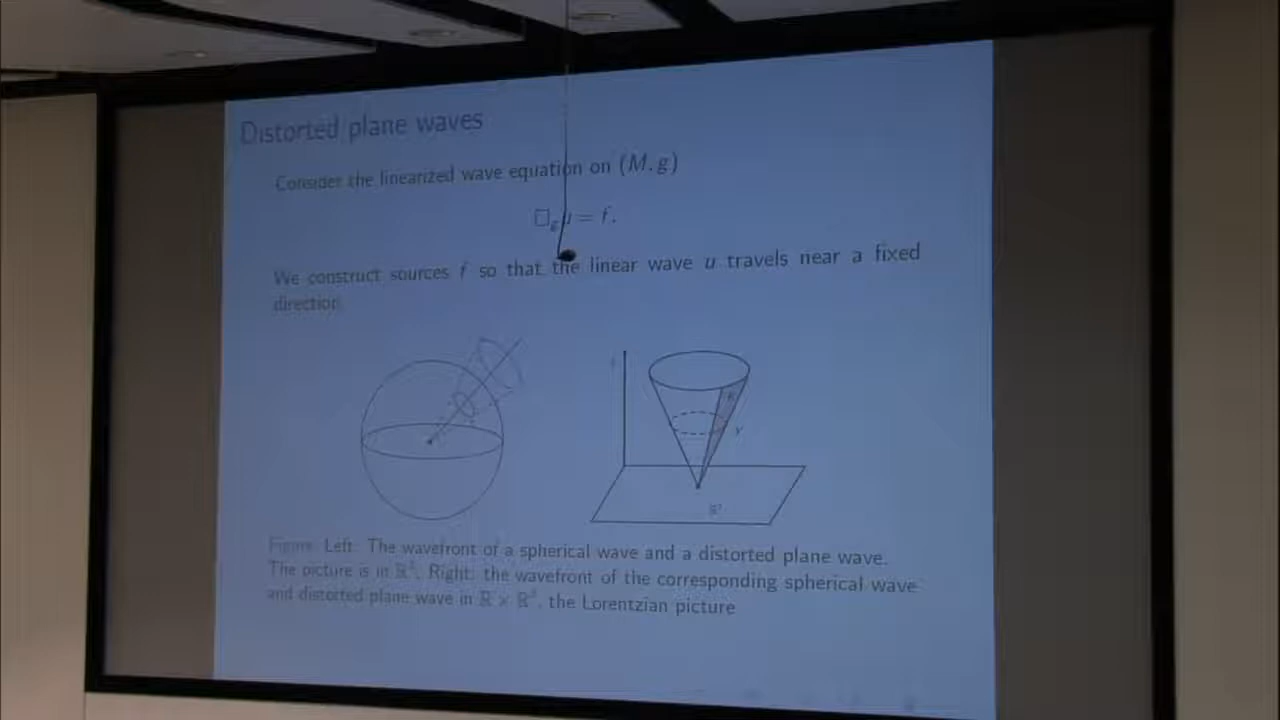 Distorted plane waves
Consider the linearized wave equation on (M, g)
□_g u = f.
We construct sources f so that the linear wave u travels near a fixed
direction.
Figure: Left: The wavefront of a spherical wave and a distorted plane wave.
The picture is in ℝ³. Right: the wavefront of the corresponding spherical wave
and distorted plane wave in ℝ × ℝ³, the Lorentzian picture